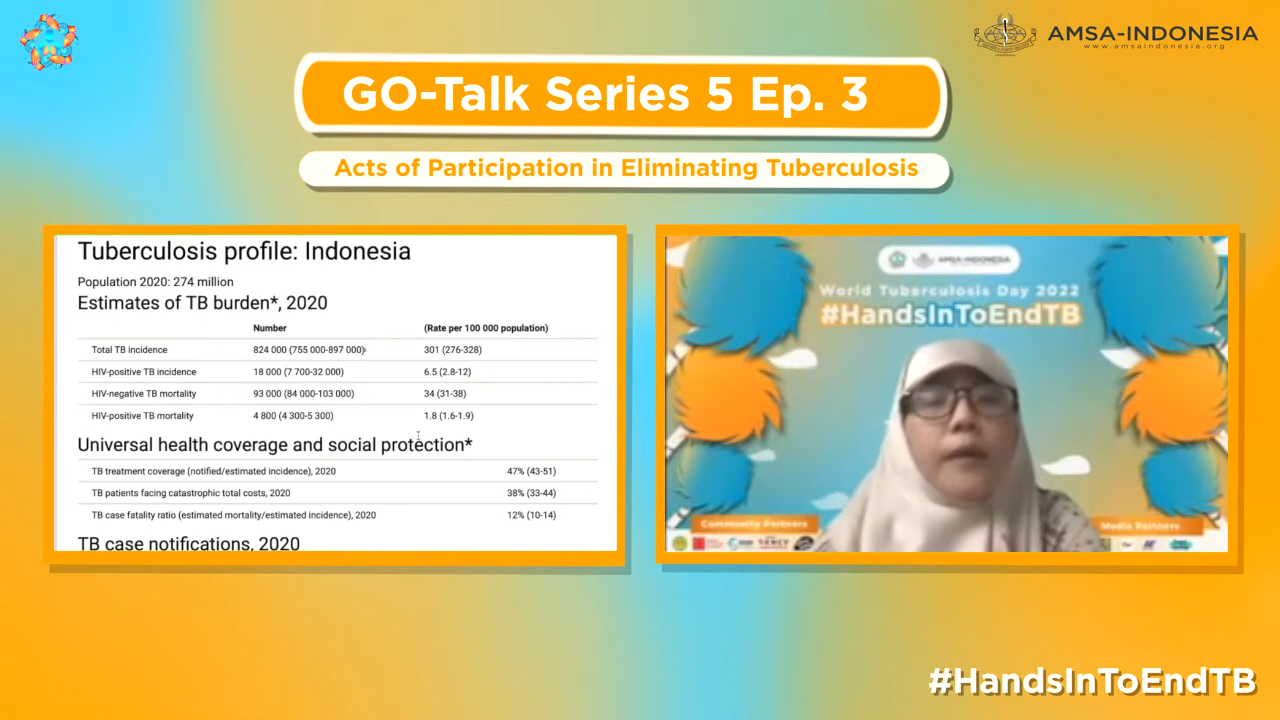 AMSA-INDONESIA
www.amsaindonesia.org
GO-Talk Series 5 Ep. 3
Acts of Participation in Eliminating Tuberculosis
Tuberculosis profile: Indonesia
Population 2020: 274 million
Estimates of TB burden*, 2020
Number (Rate per 100 000 population)
Total TB incidence 824 000 (755 000-897 000) 301 (276-328)
HIV-positive TB incidence 18 000 (7 700-32 000) 6.5 (2.8-12)
HIV-negative TB mortality 93 000 (84 000-103 000) 34 (31-38)
HIV-positive TB mortality 4 800 (4 300-5 300) 1.8 (1.6-1.9)
Universal health coverage and social protection*
TB treatment coverage (notified/estimated incidence), 2020 47% (43-51)
TB patients facing catastrophic total costs, 2020 38% (33-44)
TB case fatality ratio (estimated mortality/estimated incidence), 2020 12% (10-14)
TB case notifications, 2020
AMSA-INDONESIA
World Tuberculosis Day 2022
#HandsInToEndTB
Community Partners
Media Partners
#HandsInToEndTB